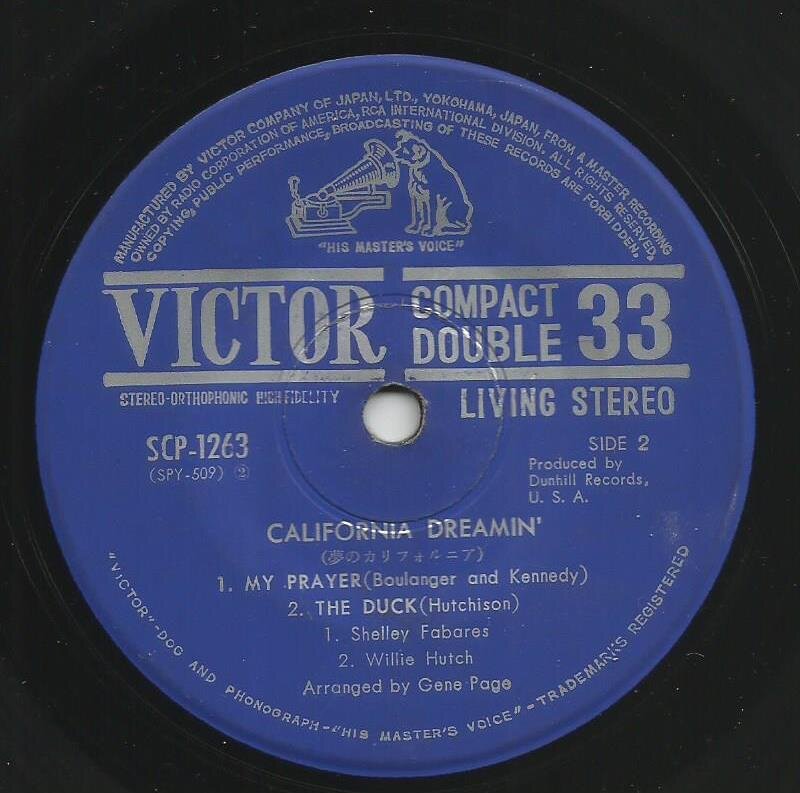 MANUFACTURED BY VICTOR COMPANY OF JAPAN, LTD., YOKOHAMA, JAPAN, FROM A MASTER RECORDING
OWNED BY RADIO CORPORATION OF AMERICA, RCA INTERNATIONAL DIVISION. ALL RIGHTS RESERVED.
COPYING, PUBLIC PERFORMANCE, BROADCASTING OF THESE RECORDS ARE FORBIDDEN.
"HIS MASTER'S VOICE"
VICTOR COMPACT DOUBLE 33
STEREO-ORTHOPHONIC HIGH FIDELITY
LIVING STEREO
SCP-1263
(SPY-509) ②
SIDE 2
Produced by
Dunhill Records,
U. S. A.
CALIFORNIA DREAMIN'
(夢のカリフォルニア)
1. MY PRAYER(Boulanger and Kennedy)
2. THE DUCK(Hutchison)
1. Shelley Fabares
2. Willie Hutch
Arranged by Gene Page
"VICTOR"-DOG AND PHONOGRAPH-"HIS MASTER'S VOICE"-TRADEMARKS REGISTERED